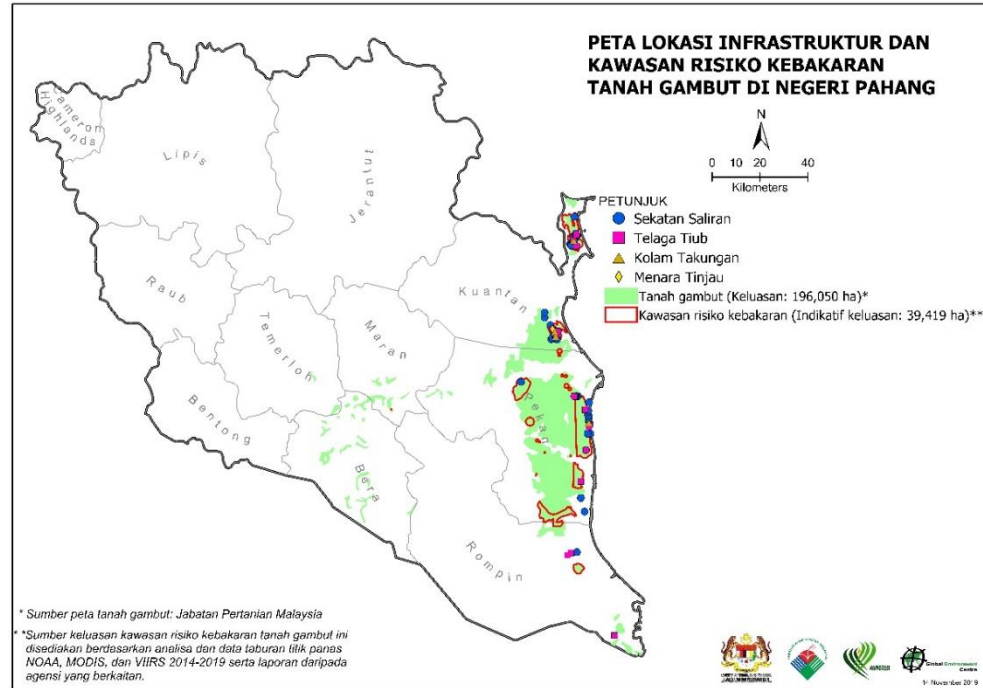 PETA LOKASI INFRASTRUKTUR DAN
KAWASAN RISIKO KEBAKARAN
TANAH GAMBUT DI NEGERI PAHANG
N
0 10 20 40
Kilometers
PETUNJUK
Sekatan Saliran
Telaga Tiub
Kolam Takungan
Menara Tinjau
Tanah gambut (Keluasan: 196,050 ha)*
Kawasan risiko kebakaran (Indikatif keluasan: 39,419 ha)**
Cameron
Highlands
Lipis
Jerantut
Raub
Temerloh
Maran
Kuantan
Bentong
Bera
Pekan
Rompin
* Sumber peta tanah gambut: Jabatan Pertanian Malaysia
* *Sumber keluasan kawasan risiko kebakaran tanah gambut ini
disediakan berdasarkan analisa dan data taburan titik panas
NOAA, MODIS, dan VIIRS 2014-2019 serta laporan daripada
agensi yang berkaitan.
Global Environment
Centre
14 November 2019